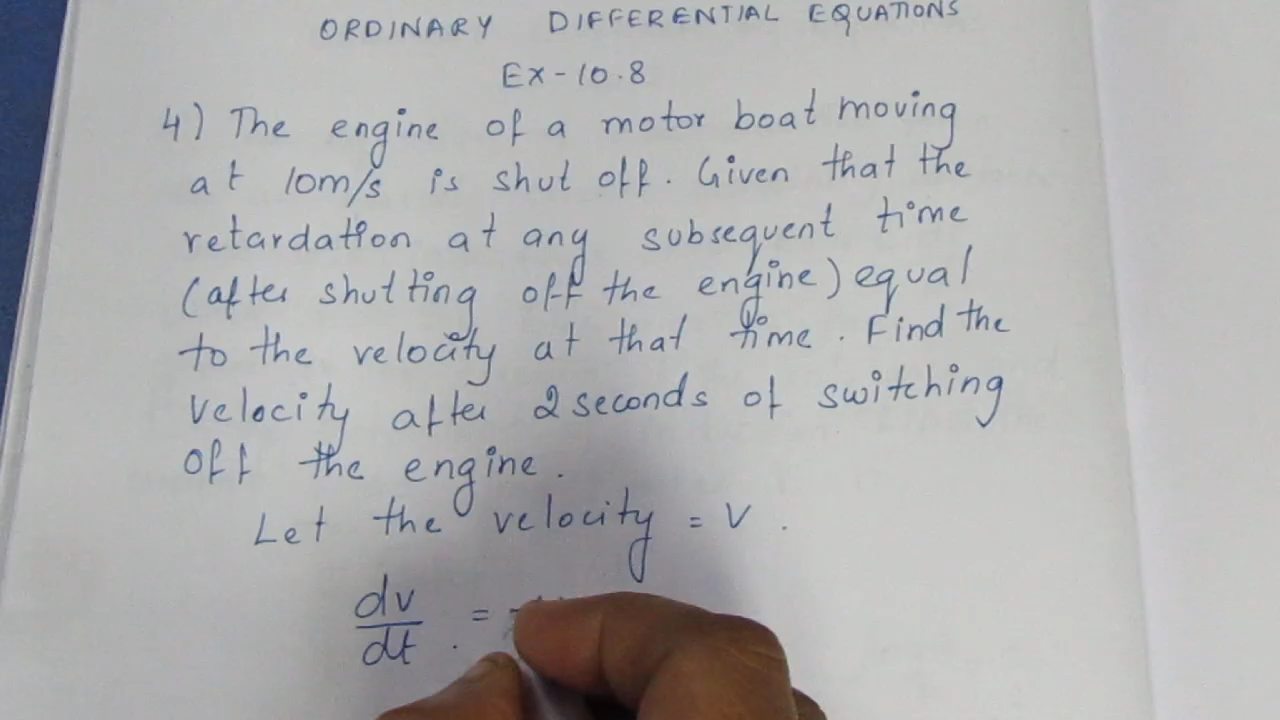 ORDINARY DIFFERENTIAL EQUATIONS
Ex-10.8
4) The engine of a motor boat moving
at 10m/s is shut off. Given that the
retardation at any subsequent time
(after shutting off the engine) equal
to the velocity at that time. Find the
velocity after 2 seconds of switching
off the engine.
Let the velocity = V.
dv
dt. =